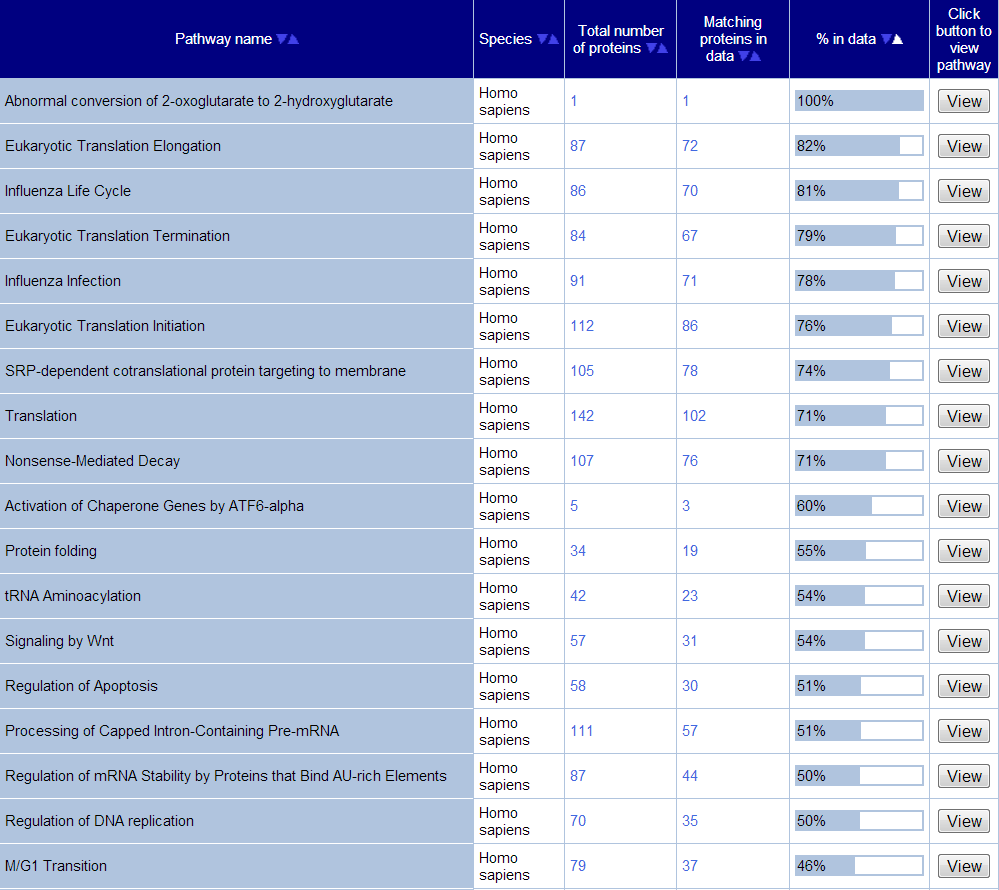 Pathway name
Species
Total number
of proteins
Matching
proteins in
data
% in data
Click
button to
view
pathway
Abnormal conversion of 2-oxoglutarate to 2-hydroxyglutarate
Homo
sapiens
1
1
100%
View
Eukaryotic Translation Elongation
Homo
sapiens
87
72
82%
View
Influenza Life Cycle
Homo
sapiens
86
70
81%
View
Eukaryotic Translation Termination
Homo
sapiens
84
67
79%
View
Influenza Infection
Homo
sapiens
91
71
78%
View
Eukaryotic Translation Initiation
Homo
sapiens
112
86
76%
View
SRP-dependent cotranslational protein targeting to membrane
Homo
sapiens
105
78
74%
View
Translation
Homo
sapiens
142
102
71%
View
Nonsense-Mediated Decay
Homo
sapiens
107
76
71%
View
Activation of Chaperone Genes by ATF6-alpha
Homo
sapiens
5
3
60%
View
Protein folding
Homo
sapiens
34
19
55%
View
tRNA Aminoacylation
Homo
sapiens
42
23
54%
View
Signaling by Wnt
Homo
sapiens
57
31
54%
View
Regulation of Apoptosis
Homo
sapiens
58
30
51%
View
Processing of Capped Intron-Containing Pre-mRNA
Homo
sapiens
111
57
51%
View
Regulation of mRNA Stability by Proteins that Bind AU-rich Elements
Homo
sapiens
87
44
50%
View
Regulation of DNA replication
Homo
sapiens
70
35
50%
View
M/G1 Transition
Homo
sapiens
79
37
46%
View